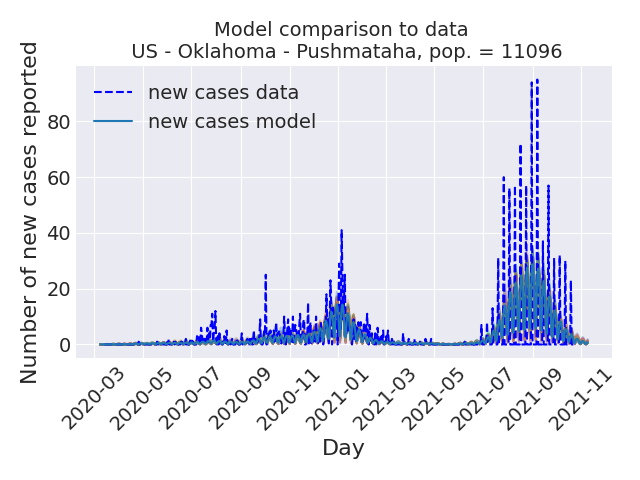 Model comparison to data
US - Oklahoma - Pushmataha, pop. = 11096
Number of new cases reported
new cases data
new cases model
80
60
40
20
0
2020-03
2020-05
2020-07
2020-09
2020-11
2021-01
2021-03
2021-05
2021-07
2021-09
2021-11
Day